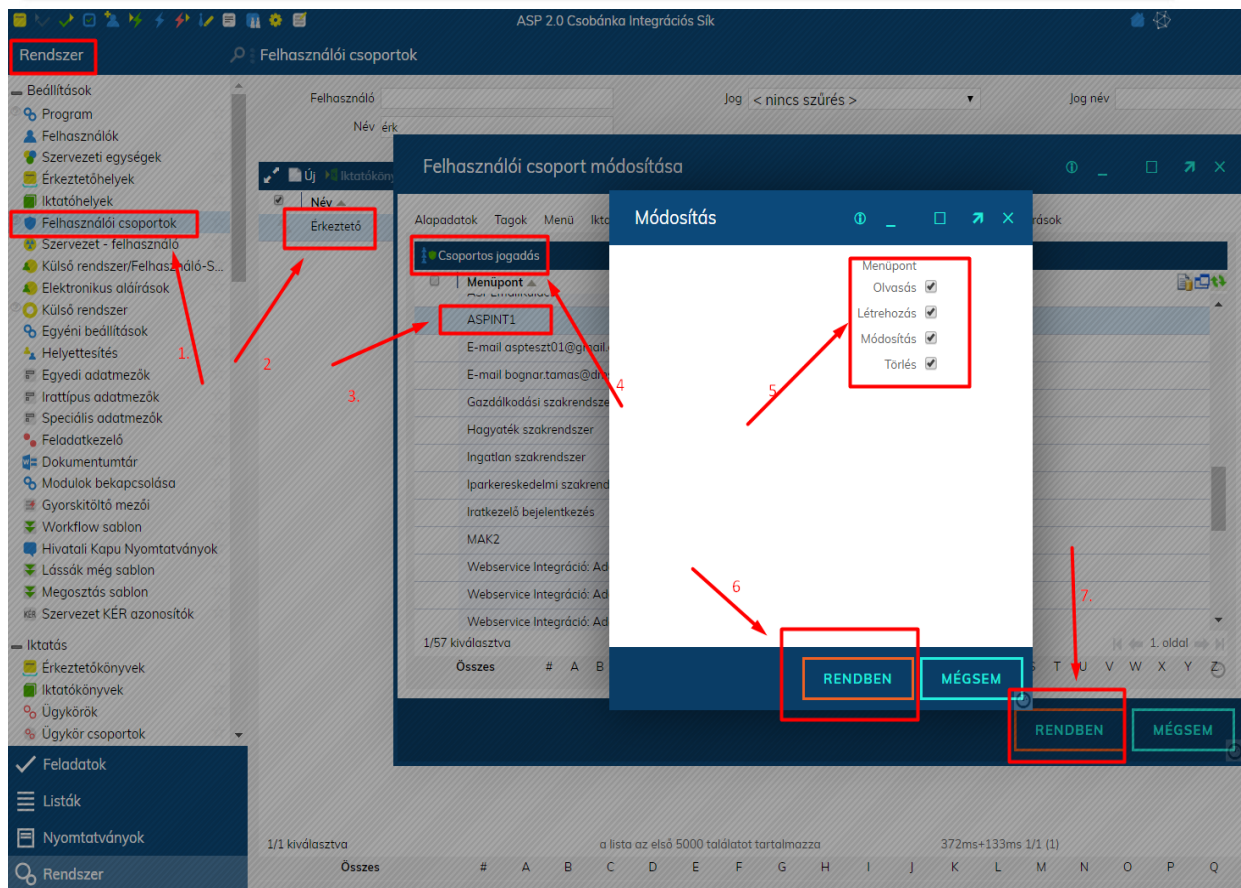 ASP 2.0 Csobánka Integrációs Sík
Rendszer
Felhasználói csoportok
Beállítások
Program
Felhasználók
Szervezeti egységek
Érkeztetőhelyek
Iktatóhelyek
Felhasználói csoportok
Szervezet - felhasználó
Külső rendszer/Felhasználó-S...
Elektronikus aláírások
Külső rendszer
Egyéni beállítások
Helyettesítés
Egyedi adatmezők
Irattípus adatmezők
Speciális adatmezők
Feladatkezelő
Dokumentumtár
Modulok bekapcsolása
Gyorskitöltő mezői
Workflow sablon
Hivatali Kapu Nyomtatványok
Lássák még sablon
Megosztás sablon
KÉR Szervezet KÉR azonosítók
Iktatás
Érkeztetőkönyvek
Iktatókönyvek
Ügykörök
Ügykör csoportok
Feladatok
Listák
Nyomtatványok
Rendszer
Felhasználó
Jog < nincs szűrés >
Jog név
Név érk
Új Iktatókön
Név
Érkeztető
1.
2
3.
4
5.
6
7.
Felhasználói csoport módosítása
Alapadatok Tagok Menü Ikta
rások
Csoportos jogadás
Menüpont
ASPINT1
E-mail aspteszt01@gmail.
E-mail bognar.tamas@dre
Gazdálkodási szakrendsze
Hagyaték szakrendszer
Ingatlan szakrendszer
Iparkereskedelmi szakrend
Iratkezelő bejelentkezés
MAK2
Webservice Integráció: Ad
Webservice Integráció: Ad
Webservice Integráció: Ad
1/57 kiválasztva
1. oldal
Összes # A B S T U V W X Y Z
RENDBEN MÉGSEM
Módosítás
Menüpont
Olvasás
Létrehozás
Módosítás
Törlés
RENDBEN MÉGSEM
1/1 kiválasztva
a lista az első 5000 találatot tartalmazza
372ms+133ms 1/1 (1)
Összes # A B C D E F G H I J K L M N O P Q